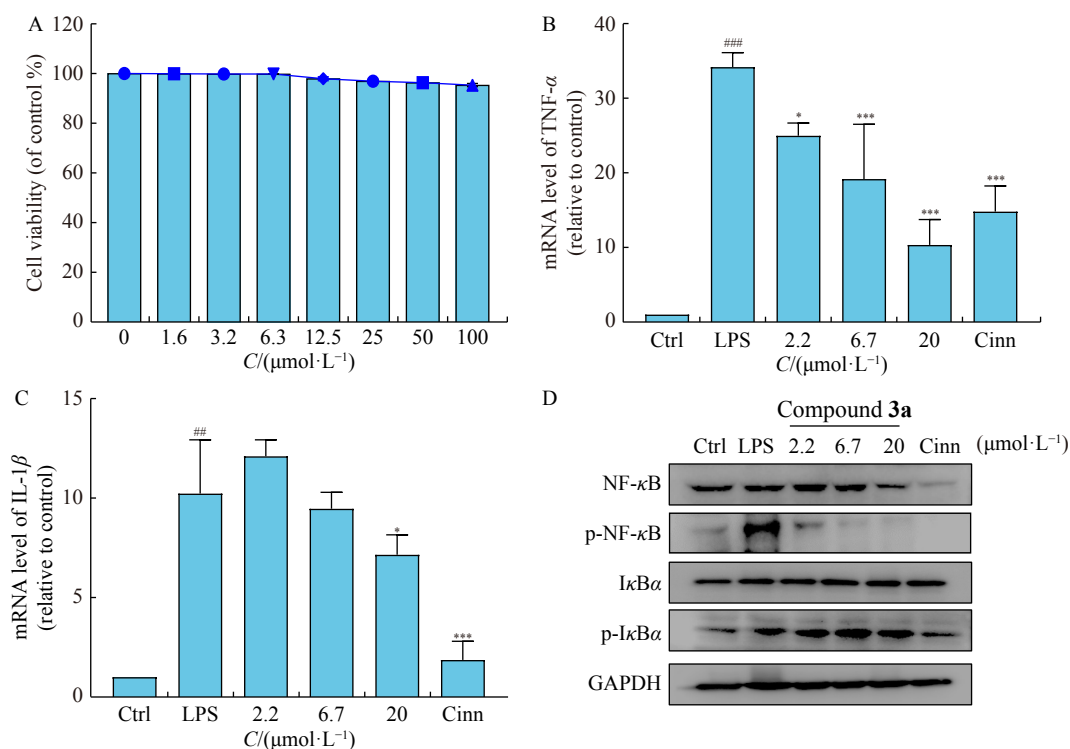 A
Cell viability (of control %)
120
100
80
60
40
20
0
0 1.6 3.2 6.3 12.5 25 50 100
C/(μmol·L⁻¹)
B
mRNA level of TNF-α
(relative to control)
40
30
20
10
0
###
*
***
***
***
Ctrl LPS 2.2 6.7 20 Cinn
C/(μmol·L⁻¹)
C
mRNA level of IL-1β
(relative to control)
15
10
5
0
##
*
***
Ctrl LPS 2.2 6.7 20 Cinn
C/(μmol·L⁻¹)
D
Compound 3a
Ctrl LPS 2.2 6.7 20 Cinn (μmol·L⁻¹)
NF-κB
p-NF-κB
IκBα
p-IκBα
GAPDH